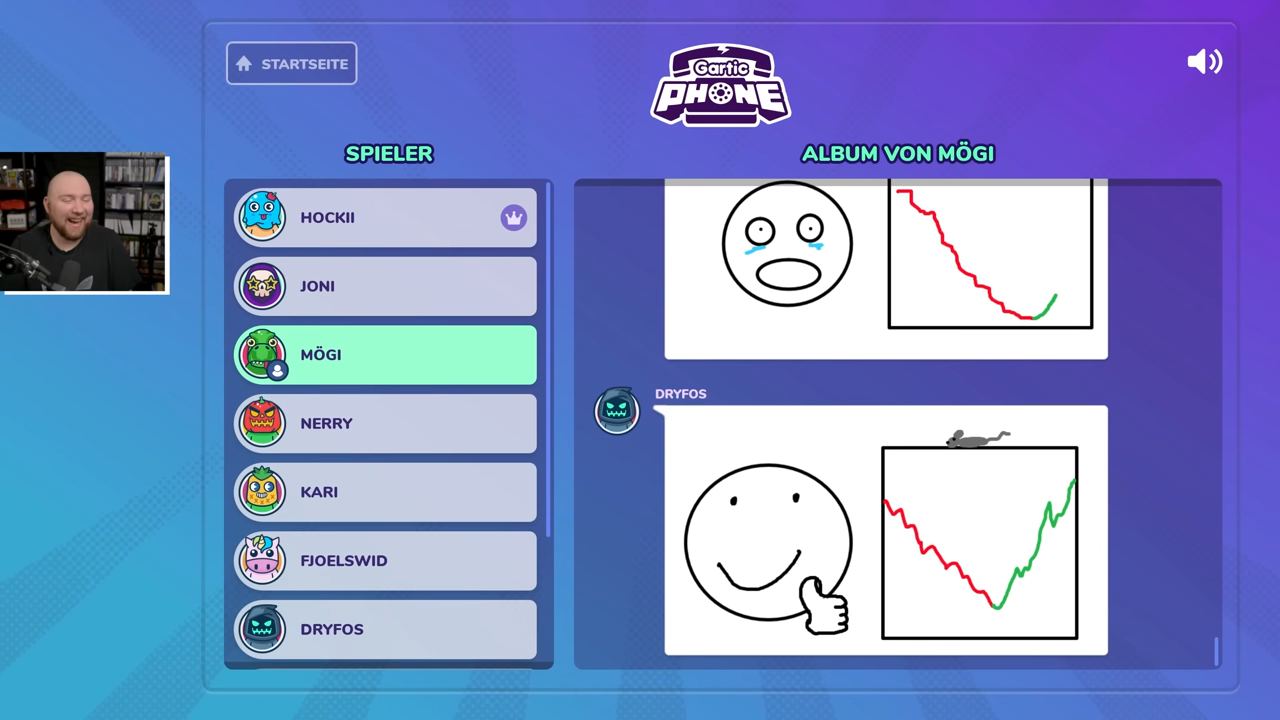 STARTSEITE
Gartic
PHONE
SPIELER
ALBUM VON MÖGI
HOCKII
JONI
MÖGI
NERRY
KARI
FJOELSWID
DRYFOS
DRYFOS